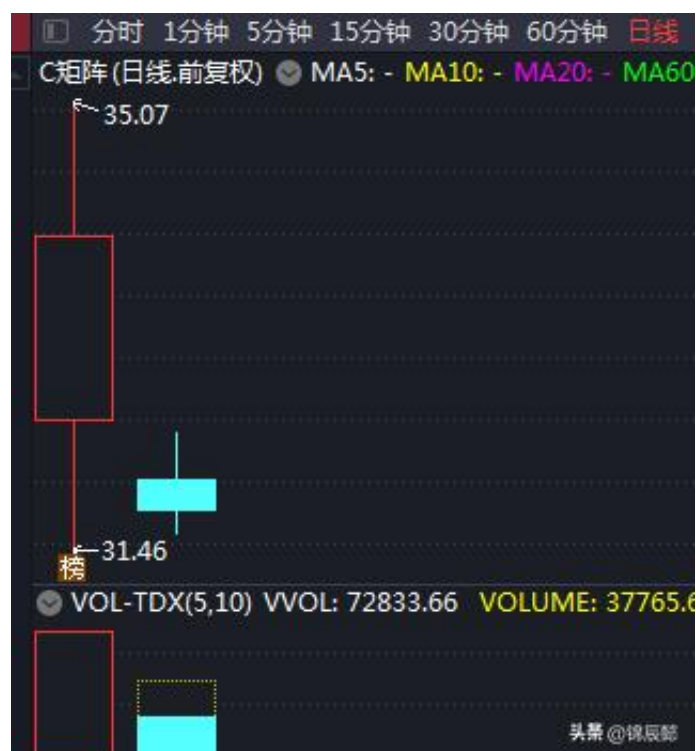 分时 1分钟 5分钟 15分钟 30分钟 60分钟 日线
C矩阵(日线.前复权) MA5: - MA10: - MA20: - MA60
35.07
31.46
榜
VOL-TDX(5,10) VVOL: 72833.66 VOLUME: 37765.6
头条 @锦辰懿